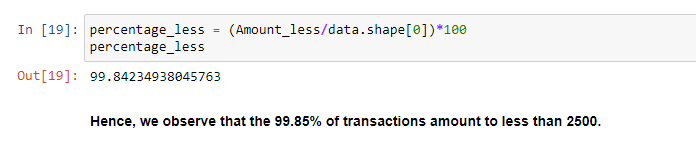 In [19]: percentage_less = (Amount_less/data.shape[0])*100
percentage_less
Out[19]: 99.84234938045763
Hence, we observe that the 99.85% of transactions amount to less than 2500.